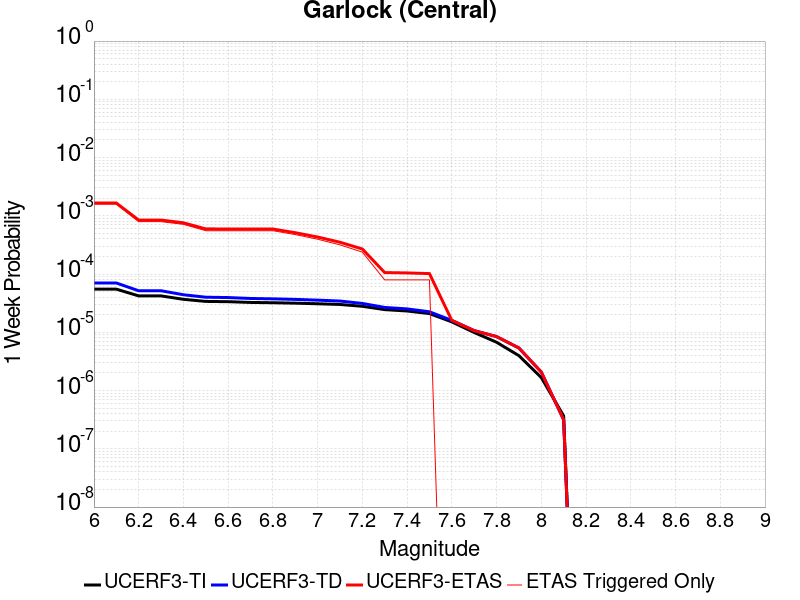 Garlock (Central)
10^0
10^-1
10^-2
10^-3
10^-4
10^-5
10^-6
10^-7
10^-8
1 Week Probability
6 6.2 6.4 6.6 6.8 7 7.2 7.4 7.6 7.8 8 8.2 8.4 8.6 8.8 9
Magnitude
UCERF3-TI UCERF3-TD UCERF3-ETAS ETAS Triggered Only